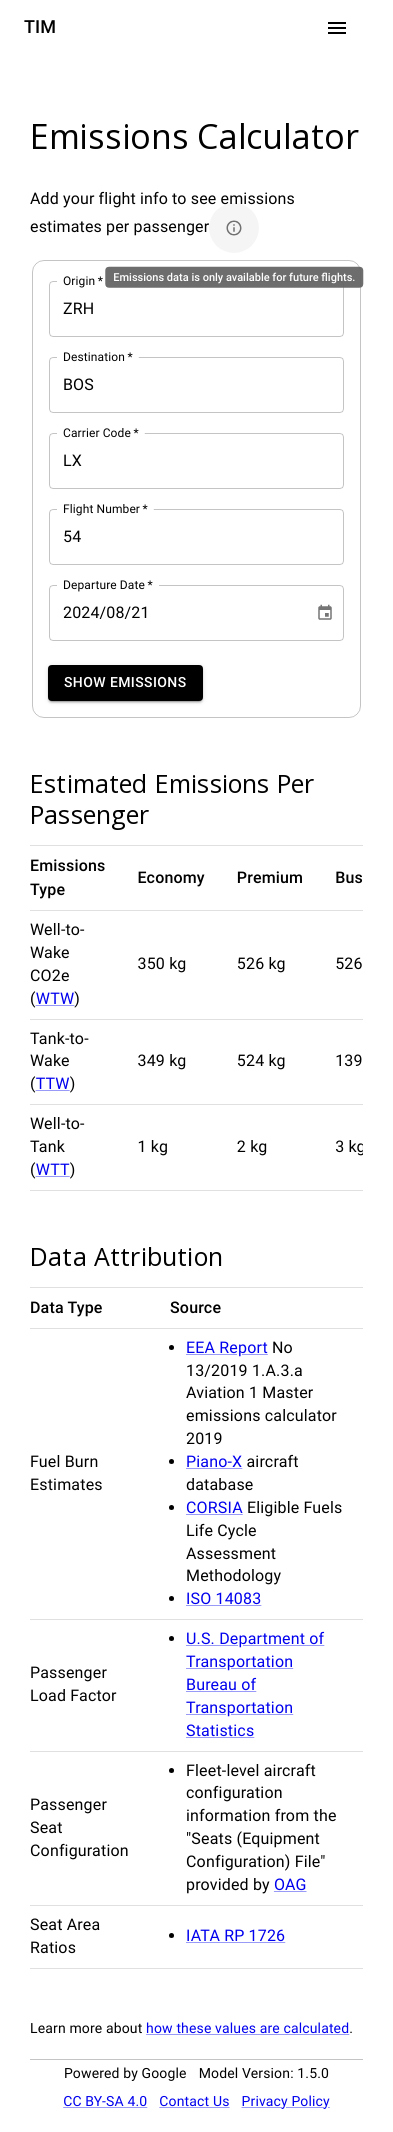 TIM
Emissions Calculator
Add your flight info to see emissions
estimates per passenger
Emissions data is only available for future flights.
Origin *
ZRH
Destination *
BOS
Carrier Code *
LX
Flight Number *
54
Departure Date *
2024/08/21
SHOW EMISSIONS
Estimated Emissions Per
Passenger
Emissions
Type
Economy
Premium
Bus
Well-to-
Wake
CO2e
(WTW)
350 kg
526 kg
526
Tank-to-
Wake
(TTW)
349 kg
524 kg
139
Well-to-
Tank
(WTT)
1 kg
2 kg
3 kg
Data Attribution
Data Type
Source
Fuel Burn
Estimates
• EEA Report No
13/2019 1.A.3.a
Aviation 1 Master
emissions calculator
2019
• Piano-X aircraft
database
• CORSIA Eligible Fuels
Life Cycle
Assessment
Methodology
• ISO 14083
Passenger
Load Factor
• U.S. Department of
Transportation
Bureau of
Transportation
Statistics
Passenger
Seat
Configuration
• Fleet-level aircraft
configuration
information from the
"Seats (Equipment
Configuration) File"
provided by OAG
Seat Area
Ratios
• IATA RP 1726
Learn more about how these values are calculated.
Powered by Google Model Version: 1.5.0
CC BY-SA 4.0 Contact Us Privacy Policy